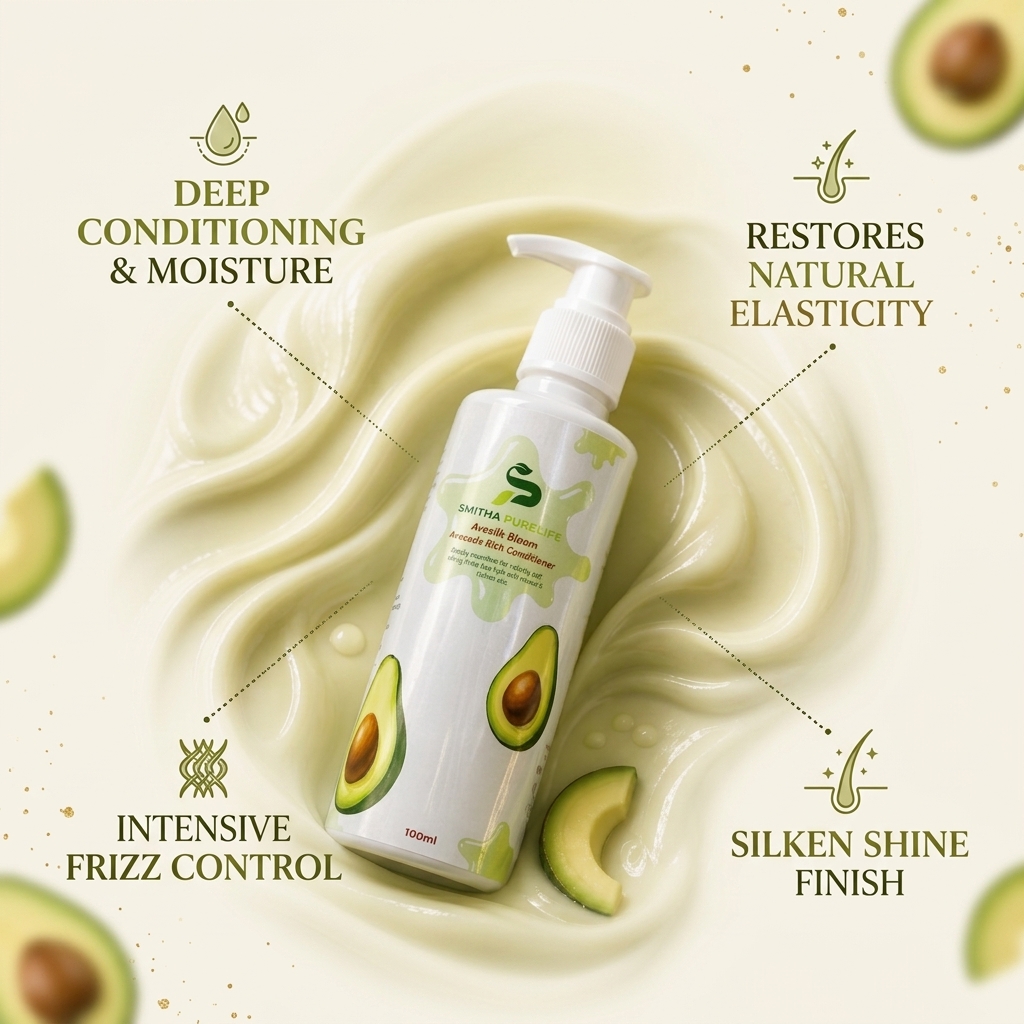 DEEP
CONDITIONING
& MOISTURE
RESTORES
NATURAL
ELASTICITY
SMITHA PURELIFE
Avesilk Bloom
Avocado Rich Conditioner
100ml
INTENSIVE
FRIZZ CONTROL
SILKEN SHINE
FINISH